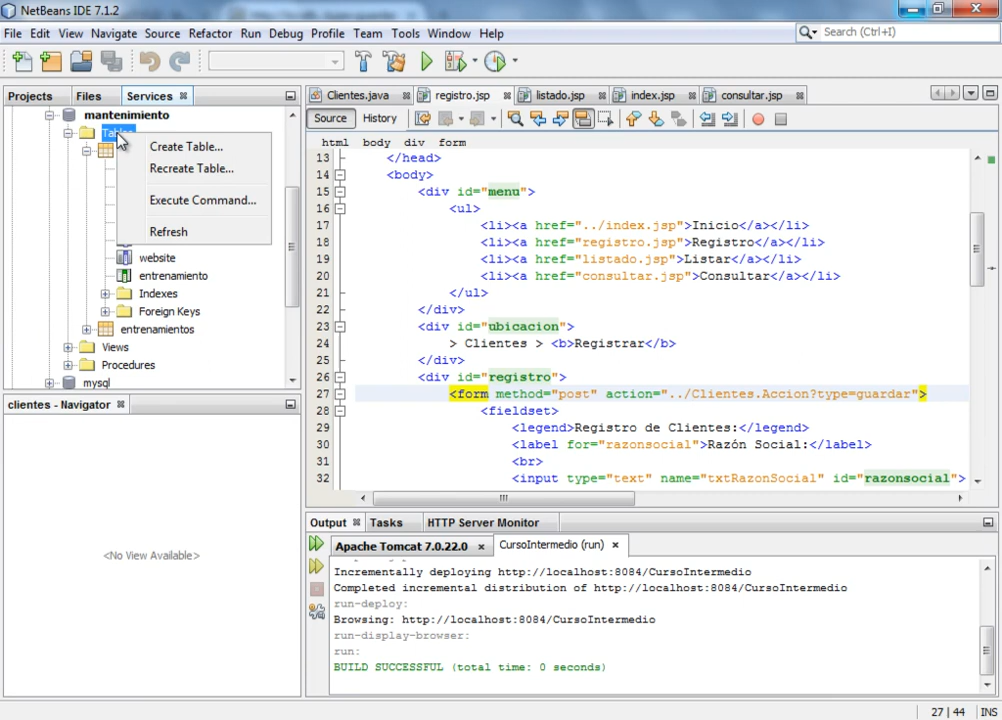 NetBeans IDE 7.1.2
File Edit View Navigate Source Refactor Run Debug Profile Team Tools Window Help
Search (Ctrl+I)
Projects Files Services
mantenimiento
Tables
Create Table...
Recreate Table...
Execute Command...
Refresh
website
entrenamiento
Indexes
Foreign Keys
entrenamientos
Views
Procedures
mysql
clientes - Navigator
<No View Available>
Clientes.java registro.jsp listado.jsp index.jsp consultar.jsp
Source History
html body div form
13 </head>
14 <body>
15 <div id="menu">
16 <ul>
17 <li><a href="../index.jsp">Inicio</a></li>
18 <li><a href="registro.jsp">Registro</a></li>
19 <li><a href="listado.jsp">Listar</a></li>
20 <li><a href="consultar.jsp">Consultar</a></li>
21 </ul>
22 </div>
23 <div id="ubicacion">
24 > Clientes > <b>Registrar</b>
25 </div>
26 <div id="registro">
27 <form method="post" action="../Clientes.Accion?type=guardar">
28 <fieldset>
29 <legend>Registro de Clientes:</legend>
30 <label for="razonsocial">Razón Social:</label>
31 <br>
32 <input type="text" name="txtRazonSocial" id="razonsocial">
Output Tasks HTTP Server Monitor
Apache Tomcat 7.0.22.0 CursoIntermedio (run)
Incrementally deploying http://localhost:8084/CursoIntermedio
Completed incremental distribution of http://localhost:8084/CursoIntermedio
run-deploy:
Browsing: http://localhost:8084/CursoIntermedio
run-display-browser:
run:
BUILD SUCCESSFUL (total time: 0 seconds)
27 | 44 INS